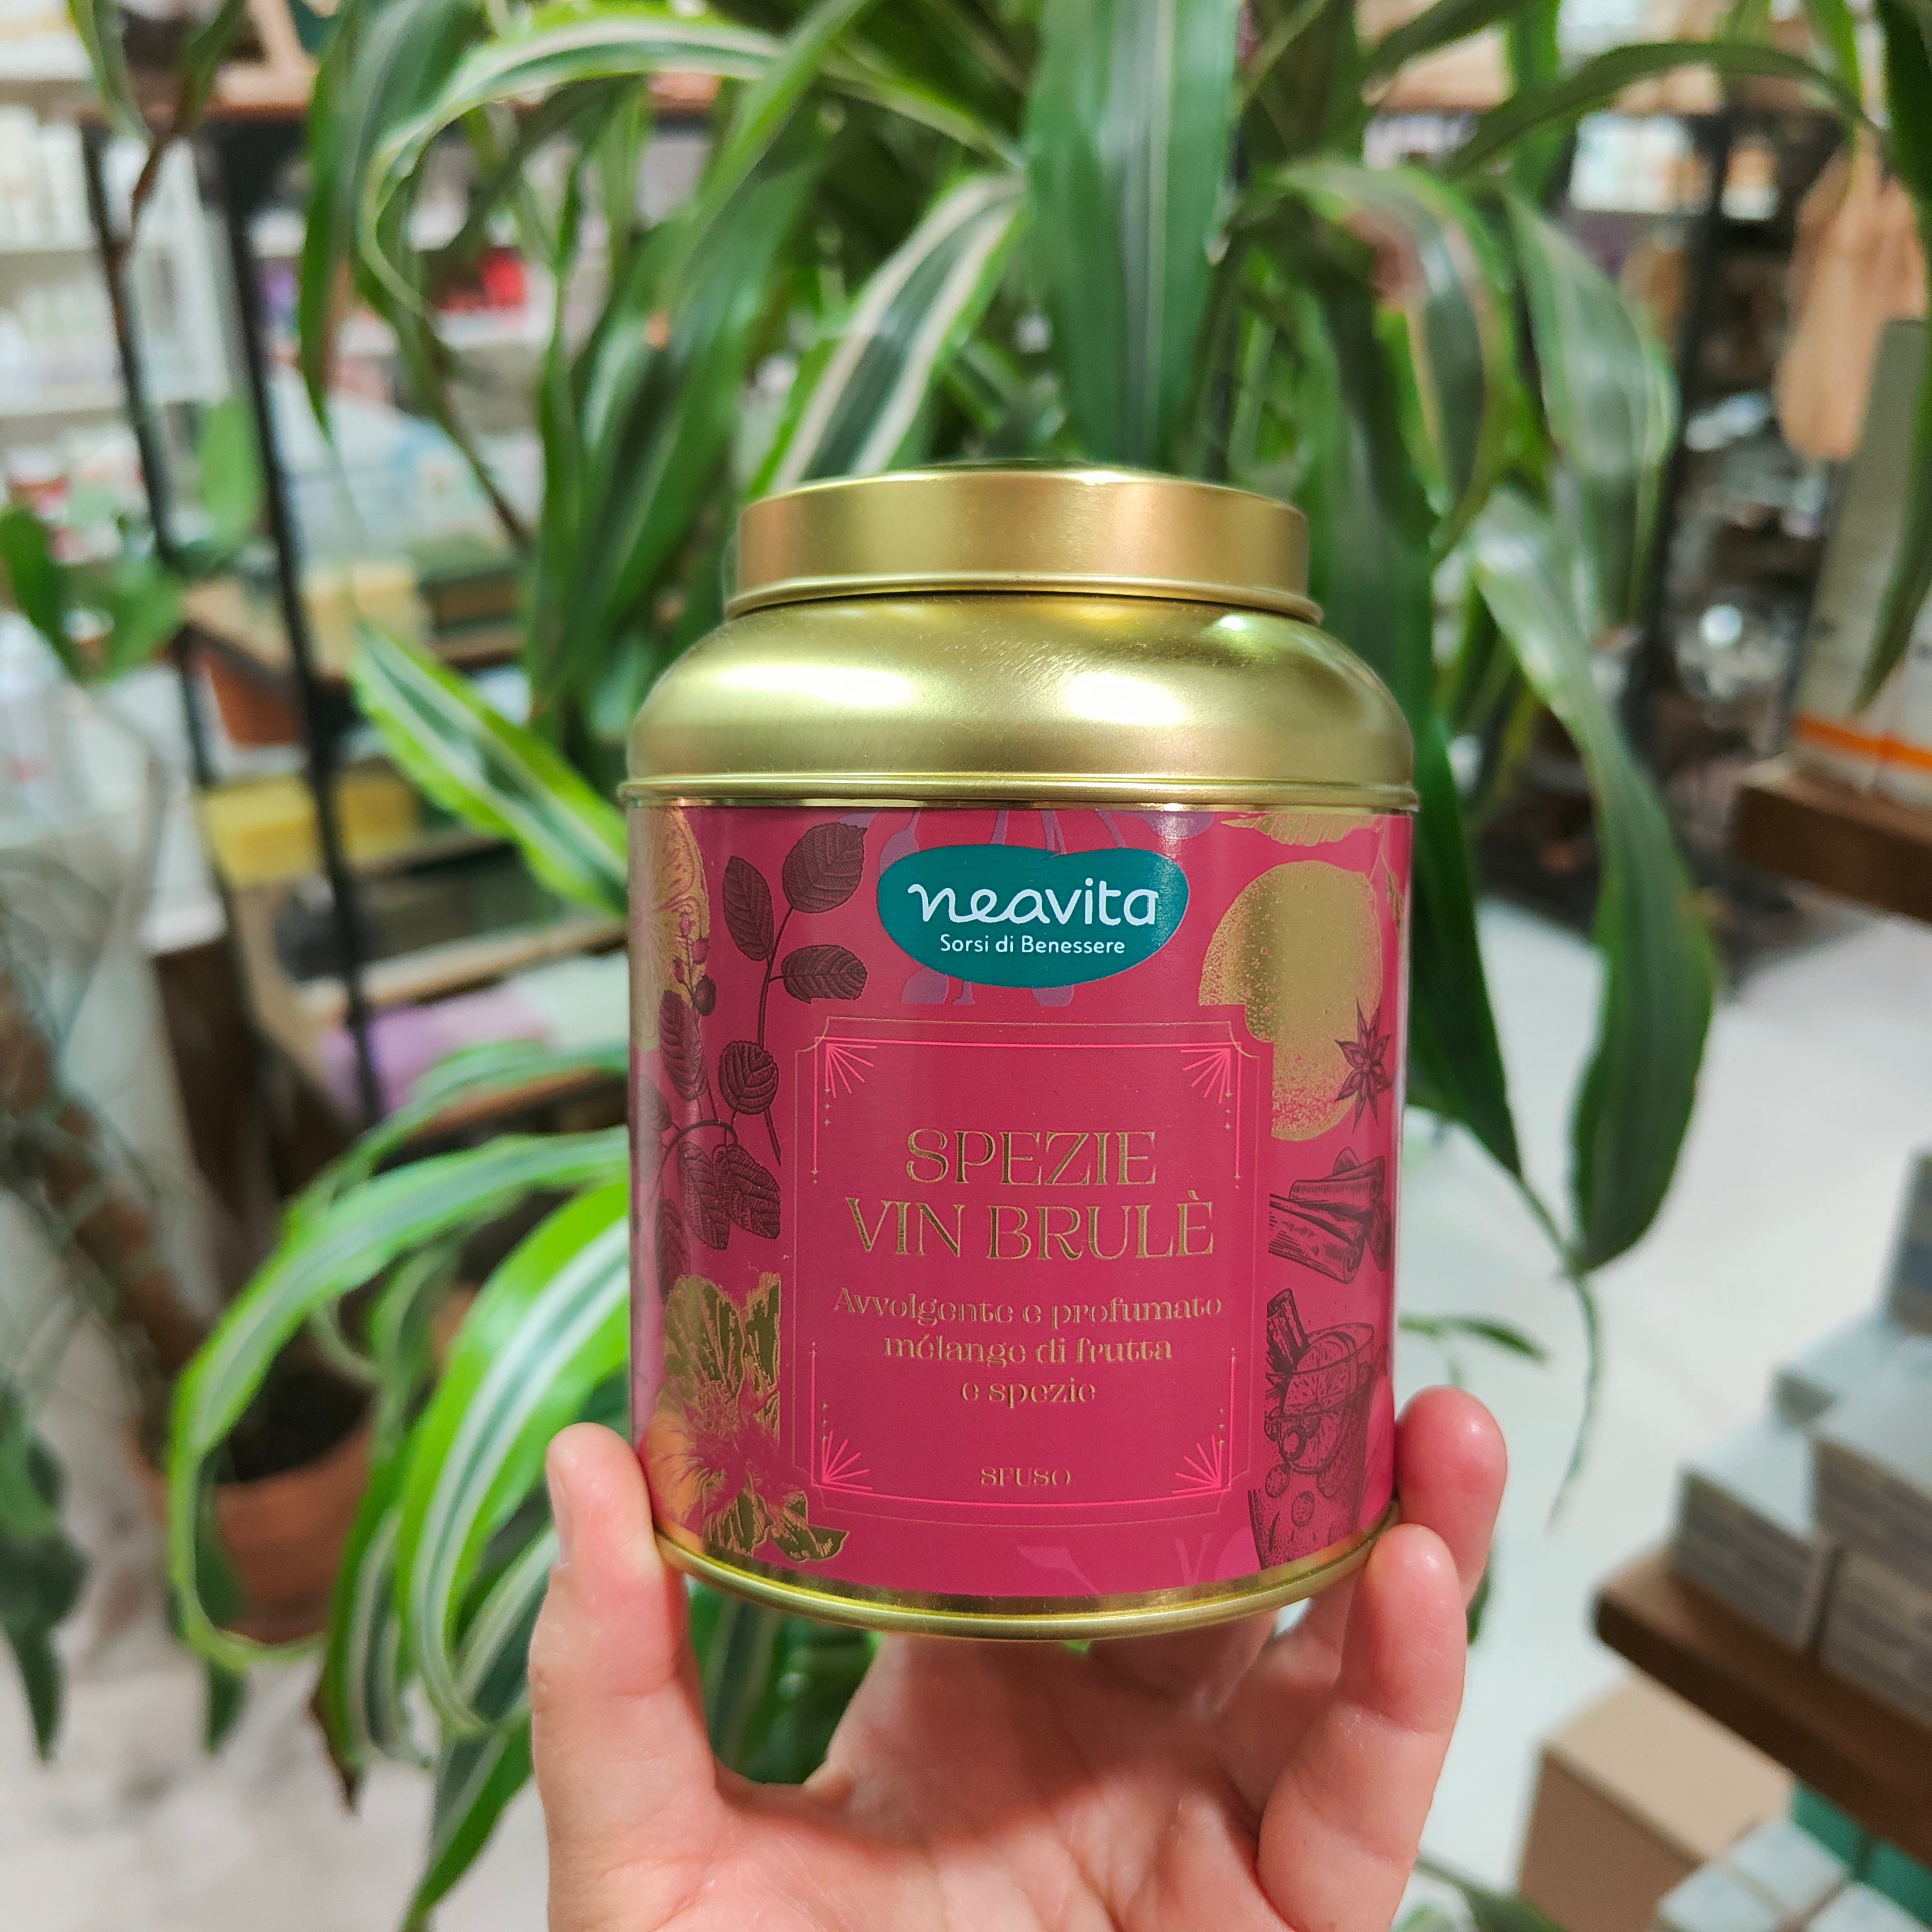 neavita
Sorsi di Benessere
SPEZIE
VIN BRULÈ
Avvolgente e profumato
mélange di frutta
e spezie
SFUSO